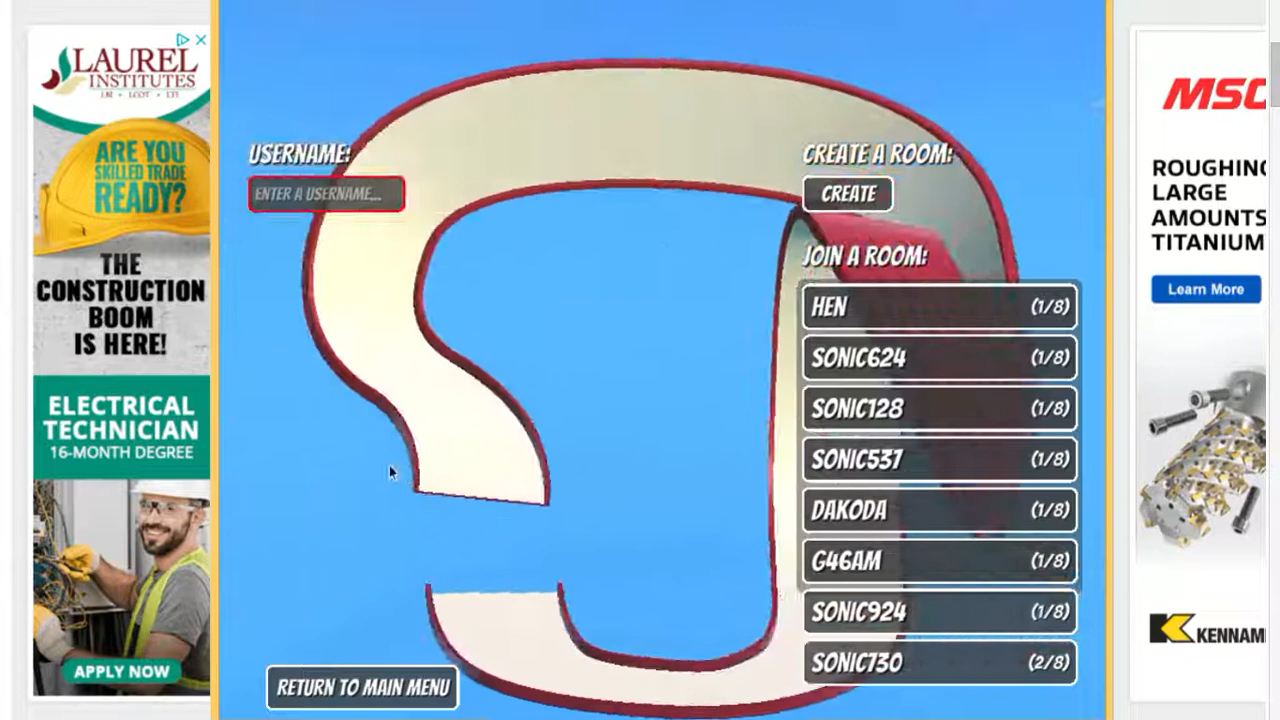 LAUREL
INSTITUTES
ARE YOU
SKILLED TRADE
READY?
THE
CONSTRUCTION
BOOM
IS HERE!
ELECTRICAL
TECHNICIAN
16-MONTH DEGREE
APPLY NOW
USERNAME:
ENTER A USERNAME...
RETURN TO MAIN MENU
CREATE A ROOM:
CREATE
JOIN A ROOM:
HEN (1/8)
SONIC624 (1/8)
SONIC128 (1/8)
SONIC537 (1/8)
DAKODA (1/8)
G46AM (1/8)
SONIC924 (1/8)
SONIC730 (2/8)
MSC
ROUGHING
LARGE
AMOUNTS
TITANIUM
Learn More
KENNAM